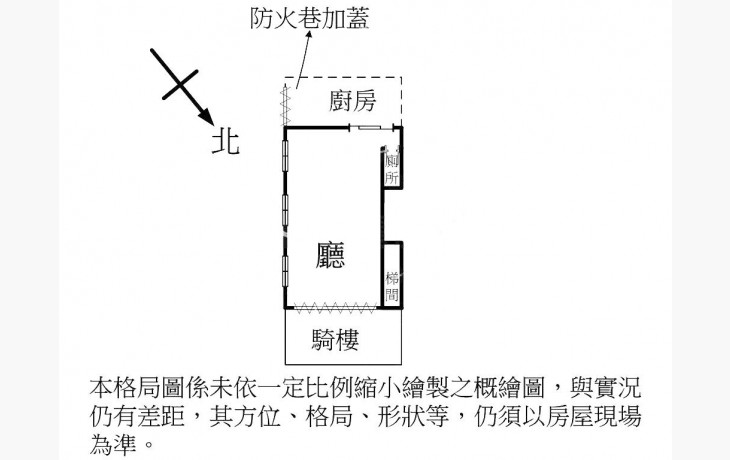 防火巷加蓋
廚房
北
廁所
廳
梯間
騎樓
本格局圖係未依一定比例縮小繪製之概繪圖，與實況
仍有差距，其方位、格局、形狀等，仍須以房屋現場
為準。